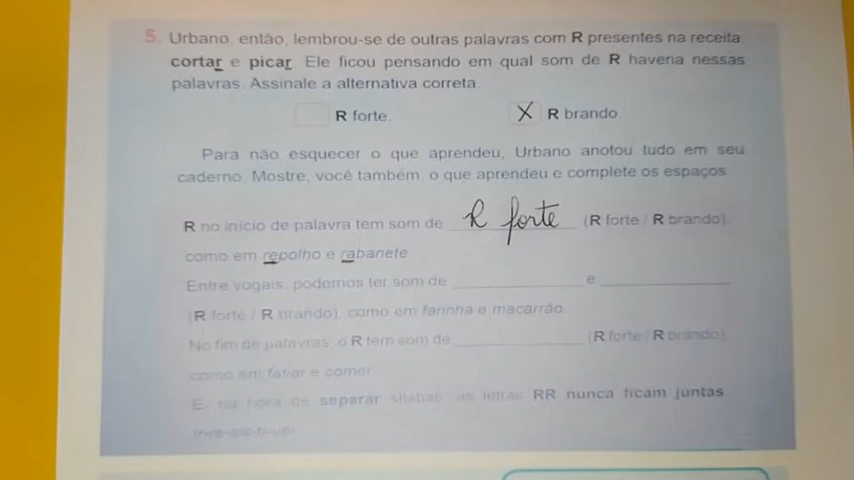 5. Urbano, então, lembrou-se de outras palavras com R presentes na receita
cortar e picar. Ele ficou pensando em qual som de R haveria nessas
palavras. Assinale a alternativa correta.
R forte. X R brando.
Para não esquecer o que aprendeu, Urbano anotou tudo em seu
caderno. Mostre, você também, o que aprendeu e complete os espaços.
R no início de palavra tem som de R forte (R forte / R brando),
como em repolho e rabanete.
Entre vogais, podemos ter som de ____ e ____
(R forte / R brando), como em farinha e macarrão.
No fim de palavras, o R tem som de ____ (R forte / R brando),
como em fatiar e comer.
E, na hora de separar sílabas, as letras RR nunca ficam juntas: